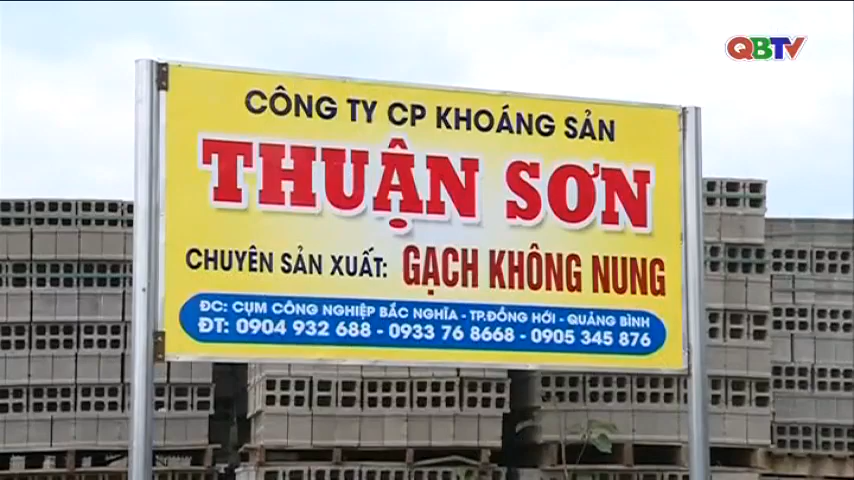 QBTV
CÔNG TY CP KHOÁNG SẢN
THUẬN SƠN
CHUYÊN SẢN XUẤT: GẠCH KHÔNG NUNG
ĐC: CỤM CÔNG NGHIỆP BẮC NGHĨA - TP.ĐỒNG HỚI - QUẢNG BÌNH
ĐT: 0904 932 688 - 0933 76 8668 - 0905 345 876